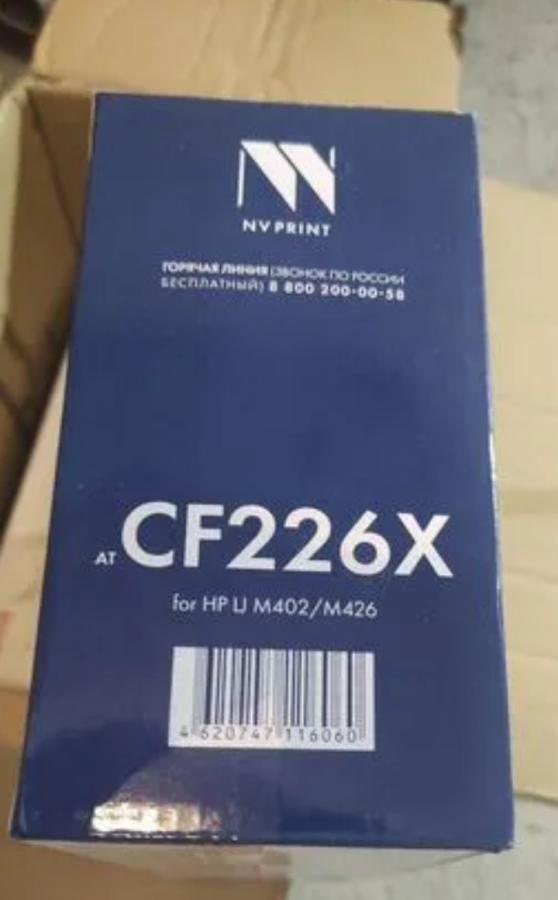 NV PRINT
ГОРЯЧАЯ ЛИНИЯ (ЗВОНОК ПО РОССИИ
БЕСПЛАТНЫЙ) 8 800 200-00-58
AT CF226X
for HP LJ M402/M426
4 620747 116060